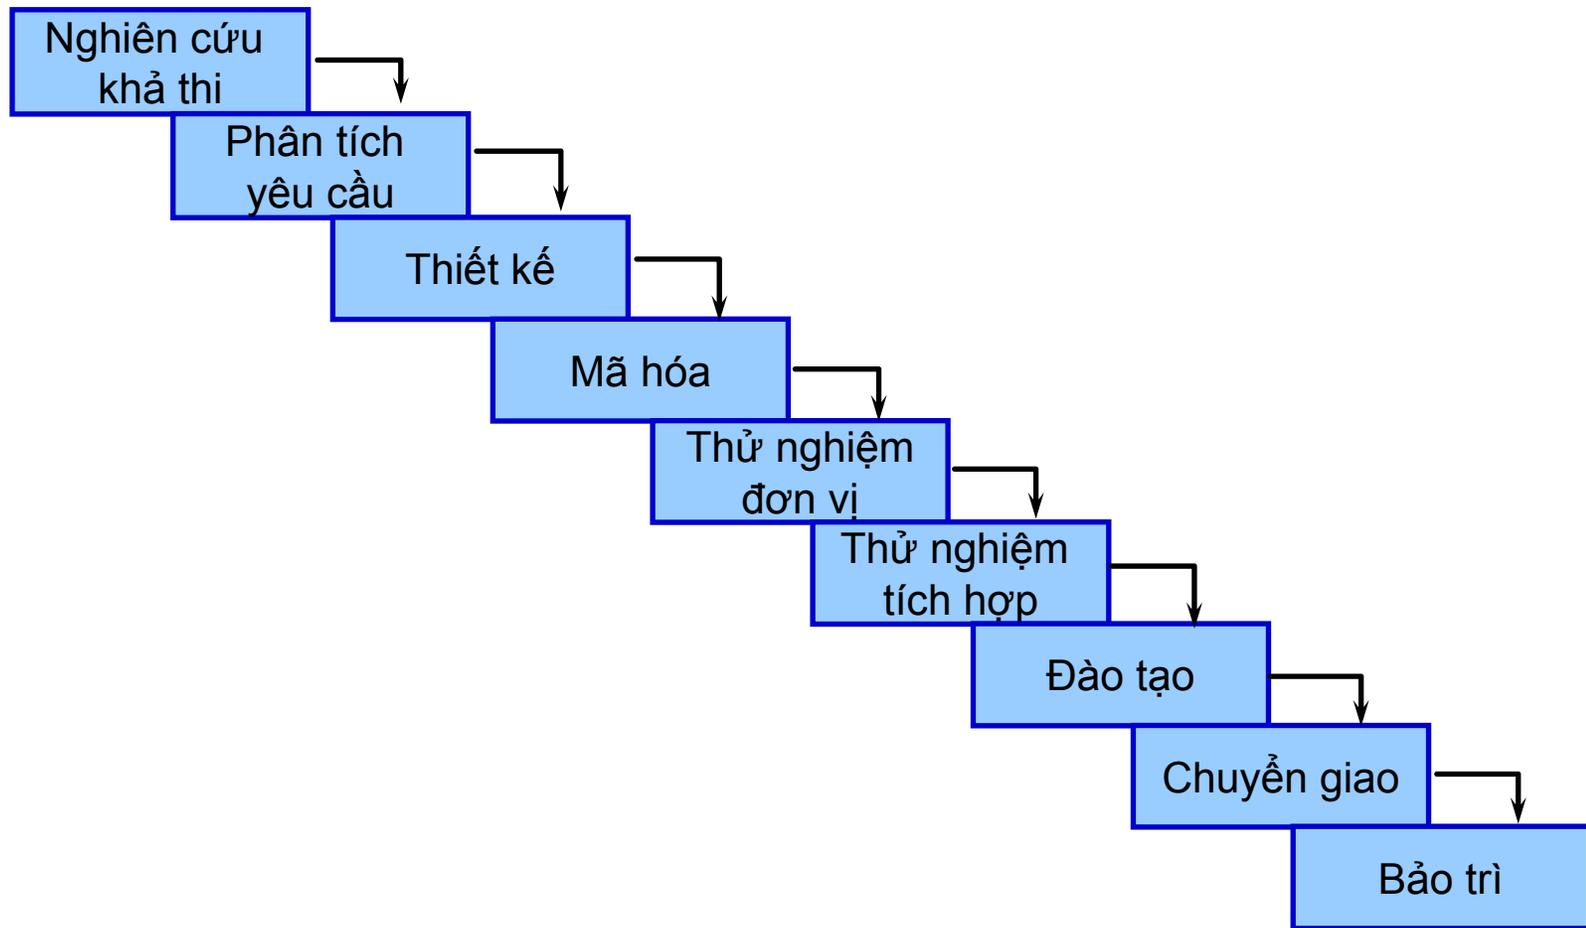 Nghiên cứu
khả thi
Phân tích
yêu cầu
Thiết kế
Mã hóa
Thử nghiệm
đơn vị
Thử nghiệm
tích hợp
Đào tạo
Chuyển giao
Bảo trì